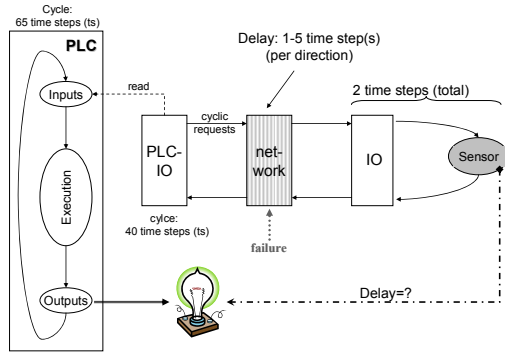 Cycle:
65 time steps (ts)
PLC
Inputs
Execution
Outputs
read
PLC-
IO
cylce:
40 time steps (ts)
cyclic
requests
Delay: 1-5 time step(s)
(per direction)
net-
work
failure
2 time steps (total)
IO
Sensor
Delay=?